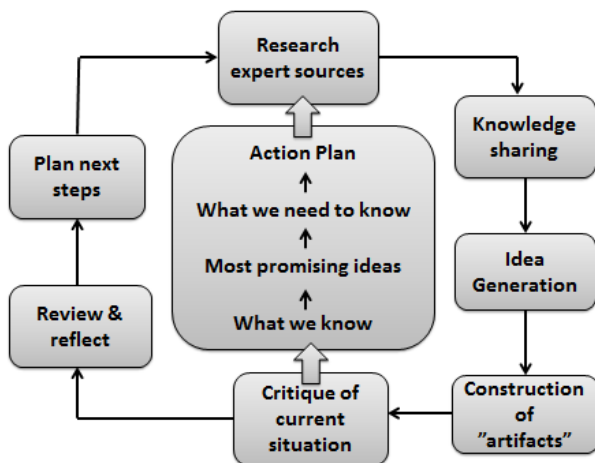 Research
expert sources
Knowledge
sharing
Idea
Generation
Construction
of
”artifacts”
Critique of
current
situation
Review &
reflect
Plan next
steps
Action Plan
What we need to know
Most promising ideas
What we know